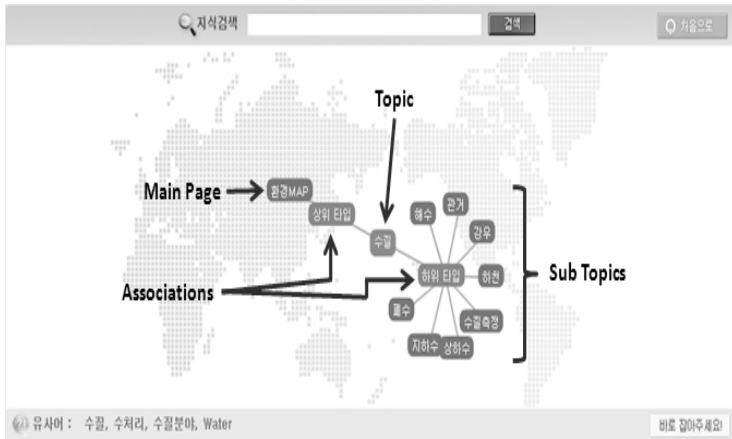 지식검색 검색 처음으로
Topic
Main Page 환경MAP
상위 타입
수질
해수 관거
강우
Associations 하위 타입 하천 Sub Topics
폐수
수질측정
지하수 상하수
유사어 : 수질, 수처리, 수질분야, Water 바로 잡아주세요!